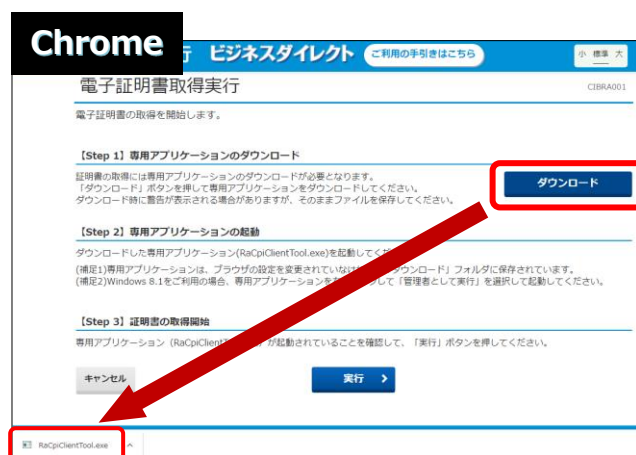 Chrome
行 ビジネスダイレクト ご利用の手引きはこちら 小 標準 大
電子証明書取得実行 CIBRA001
電子証明書の取得を開始します。
【Step 1】専用アプリケーションのダウンロード
証明書の取得には専用アプリケーションのダウンロードが必要となります。
「ダウンロード」ボタンを押して専用アプリケーションをダウンロードしてください。
ダウンロード時に警告が表示される場合がありますが、そのままファイルを保存してください。
ダウンロード
【Step 2】専用アプリケーションの起動
ダウンロードした専用アプリケーション(RaCpiClientTool.exe)を起動してくだ
(補足1)専用アプリケーションは、ブラウザの設定を変更されていなけ ダウンロード」フォルダに保存されています。
(補足2)Windows 8.1をご利用の場合、専用アプリケーションを して「管理者として実行」を選択して起動してください。
【Step 3】証明書の取得開始
専用アプリケーション（RaCpiClient が起動されていることを確認して、「実行」ボタンを押してください。
キャンセル 実行
RaCpiClientTool.exe